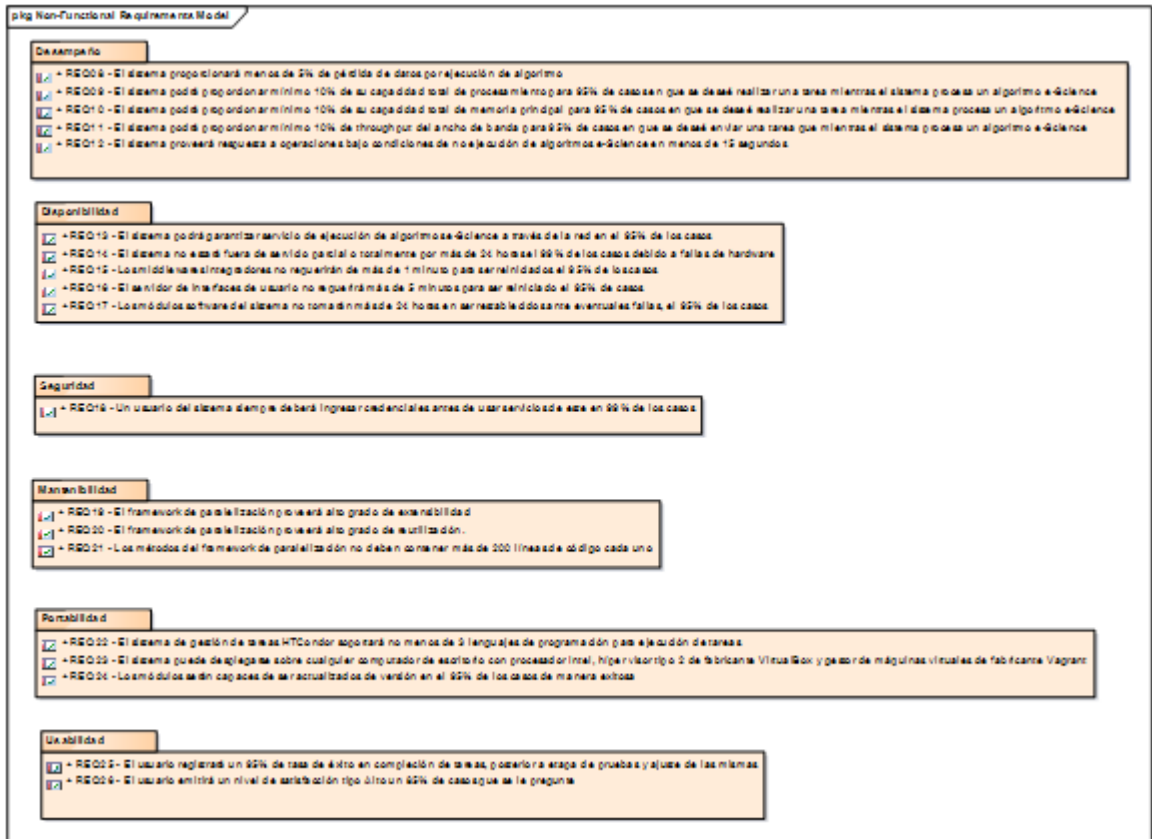 pkg Non-Functional Requirements Model
Desempeño
+ REQ08 - El sistema proporcionará menos de 5% de pérdida de datos por ejecución de algoritmo
+ REQ09 - El sistema podrá proporcionar mínimo 10% de su capacidad total de procesamiento para 95% de casos en que se deseé realizar una tarea mientras el sistema procesa un algoritmo e-Science
+ REQ10 - El sistema podrá proporcionar mínimo 10% de su capacidad total de memoria principal para 95% de casos en que se deseé realizar una tarea mientras el sistema procesa un algoritmo e-Science
+ REQ11 - El sistema podrá proporcionar mínimo 10% de throughput del ancho de banda para 95% de casos en que se deseé enviar una tarea que mientras el sistema procesa un algoritmo e-Science
+ REQ12 - El sistema proveerá respuesta a operaciones bajo condiciones de no ejecución de algoritmos e-Science en menos de 15 segundos
Disponibilidad
+ REQ13 - El sistema podrá garantizar servicio de ejecución de algoritmos e-Science a través de la red en el 95% de los casos
+ REQ14 - El sistema no estará fuera de servicio parcial o totalmente por más de 24 horas el 99% de los casos debido a fallas de hardware
+ REQ15 - Los middlewares integradores no requerirán de más de 1 minuto para ser reiniciados el 95% de los casos
+ REQ16 - El servidor de interfaces de usuario no requerirá más de 5 minutos para ser reiniciado el 95% de casos
+ REQ17 - Los módulos software del sistema no tomarán más de 24 horas en ser restablecidos ante eventuales fallas, el 95% de los casos
Seguridad
+ REQ18 - Un usuario del sistema siempre deberá ingresar credenciales antes de usar servicios de este en 99% de los casos
Mantenibilidad
+ REQ19 - El framework de paralelización proveerá alto grado de extensibilidad
+ REQ20 - El framework de paralelización proveerá alto grado de reutilización.
+ REQ21 - Los métodos del framework de paralelización no deben contener más de 200 líneas de código cada uno
Portabilidad
+ REQ22 - El sistema de gestión de tareas HTCondor soportará no menos de 3 lenguajes de programación para ejecución de tareas
+ REQ23 - El sistema puede desplegarse sobre cualquier computador de escritorio con procesador Intel, hipervisor tipo 2 de fabricante VirtualBox y gestor de máquinas virtuales de fabricante Vagrant
+ REQ24 - Los módulos serán capaces de ser actualizados de versión en el 95% de los casos de manera exitosa
Usabilidad
+ REQ25 - El usuario registrará un 95% de tasa de éxito en compleción de tareas, posterior a etapa de pruebas y ajuste de las mismas
+ REQ26 - El usuario emitirá un nivel de satisfacción tipo Alto un 95% de casos que se le pregunte